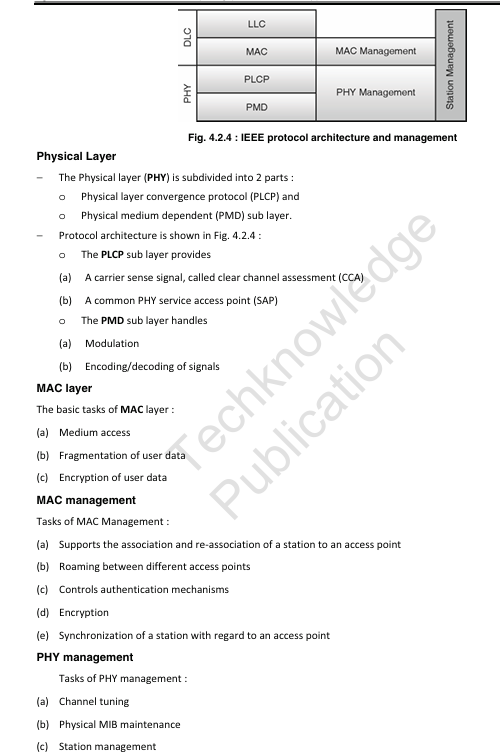 DLC
LLC
MAC
MAC Management
Station Management
PHY
PLCP
PHY Management
PMD
Fig. 4.2.4 : IEEE protocol architecture and management
Physical Layer
– The Physical layer (PHY) is subdivided into 2 parts :
o Physical layer convergence protocol (PLCP) and
o Physical medium dependent (PMD) sub layer.
– Protocol architecture is shown in Fig. 4.2.4 :
o The PLCP sub layer provides
(a) A carrier sense signal, called clear channel assessment (CCA)
(b) A common PHY service access point (SAP)
o The PMD sub layer handles
(a) Modulation
(b) Encoding/decoding of signals
MAC layer
The basic tasks of MAC layer :
(a) Medium access
(b) Fragmentation of user data
(c) Encryption of user data
MAC management
Tasks of MAC Management :
(a) Supports the association and re-association of a station to an access point
(b) Roaming between different access points
(c) Controls authentication mechanisms
(d) Encryption
(e) Synchronization of a station with regard to an access point
PHY management
Tasks of PHY management :
(a) Channel tuning
(b) Physical MIB maintenance
(c) Station management
Techknowledge
Publication